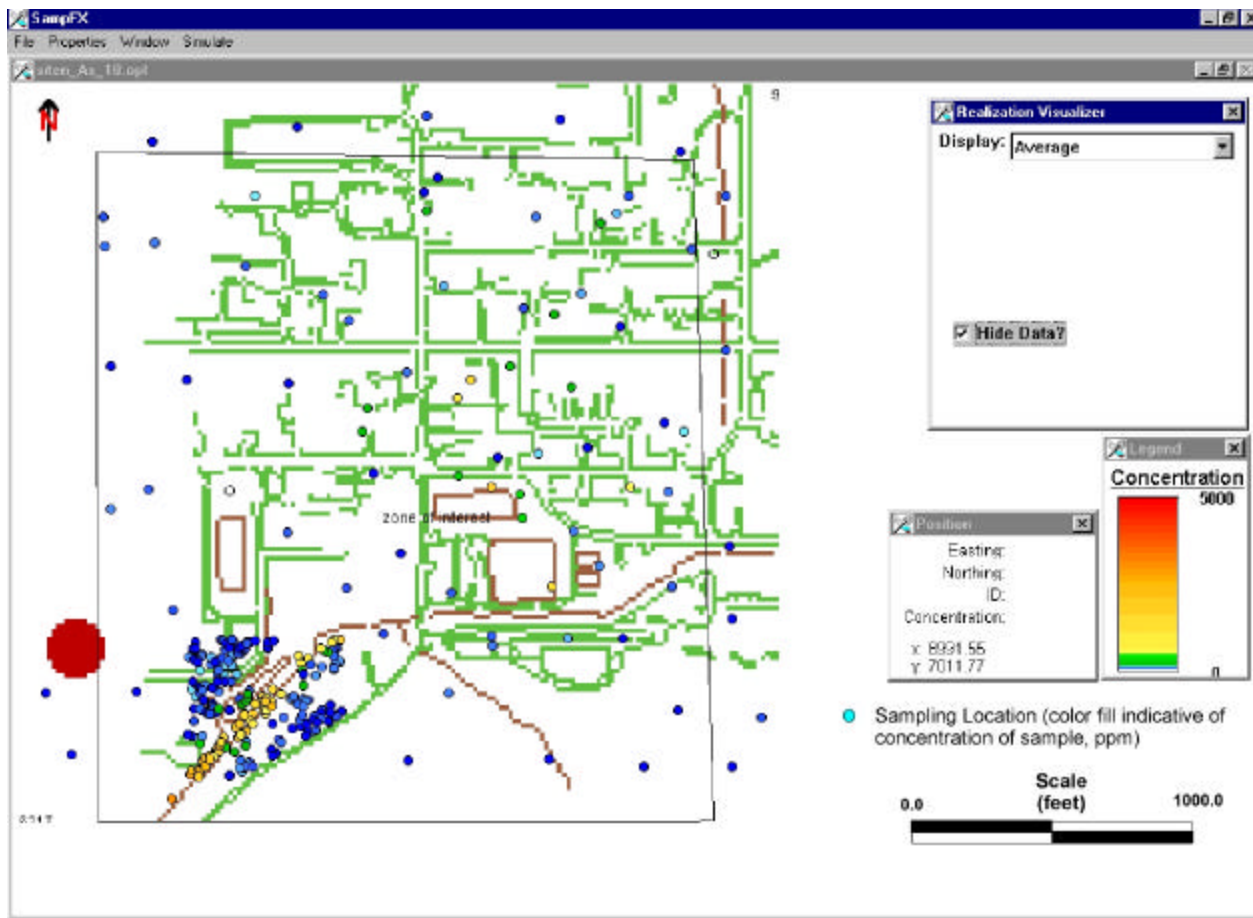 SampFX
File Properties Window Simulate
N
9
Realization Visualizer
Display: Average
Hide Data?
Legend
Concentration
5000
zone of interest
Position
Easting:
Northing:
ID:
Concentration:
x: 8991.55
y: 7011.77
0
Sampling Location (color fill indicative of
concentration of sample, ppm)
Scale
(feet)
0.0 1000.0